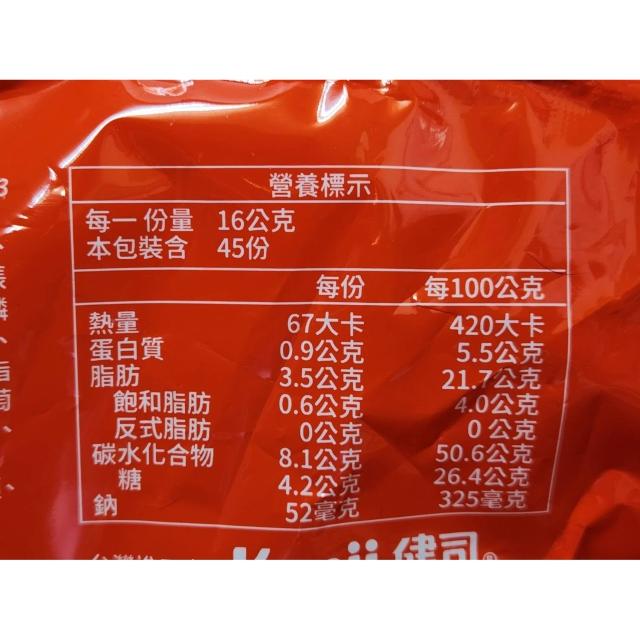 營養標示
每一份量 16公克
本包裝含 45份
每份 每100公克
熱量 67大卡 420大卡
蛋白質 0.9公克 5.5公克
脂肪 3.5公克 21.7公克
飽和脂肪 0.6公克 4.0公克
反式脂肪 0公克 0公克
碳水化合物 8.1公克 50.6公克
糖 4.2公克 26.4公克
鈉 52毫克 325毫克
健司®